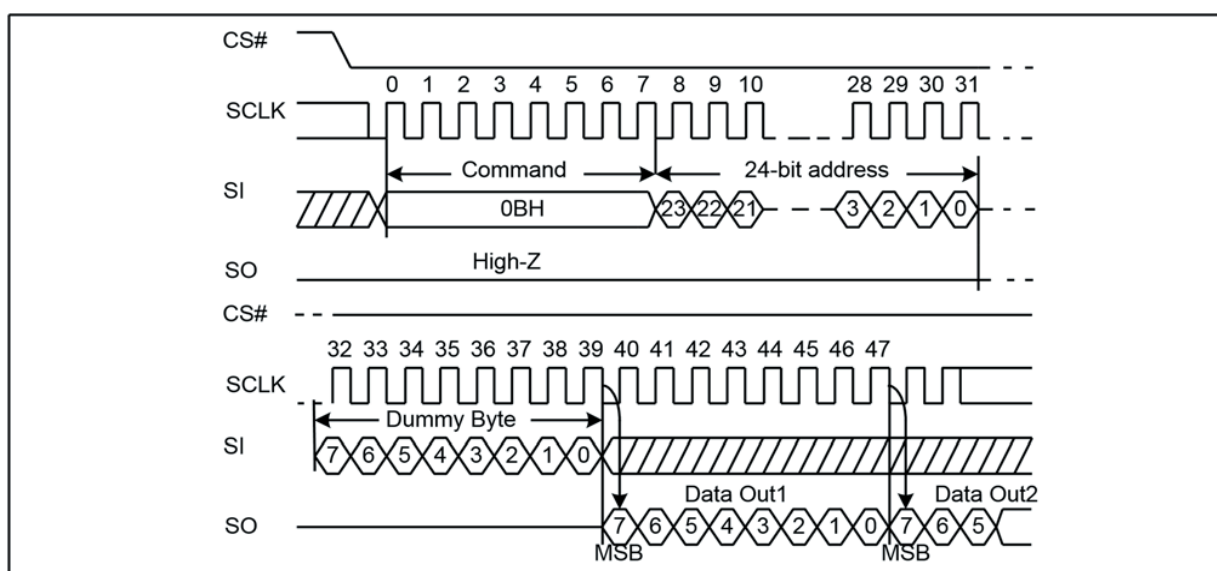 CS#
0 1 2 3 4 5 6 7 8 9 10 28 29 30 31
SCLK
Command 24-bit address
SI
0BH 23 22 21 3 2 1 0
High-Z
SO
CS#
32 33 34 35 36 37 38 39 40 41 42 43 44 45 46 47
SCLK
Dummy Byte
SI
7 6 5 4 3 2 1 0
Data Out1 Data Out2
SO
7 6 5 4 3 2 1 0 7 6 5
MSB MSB